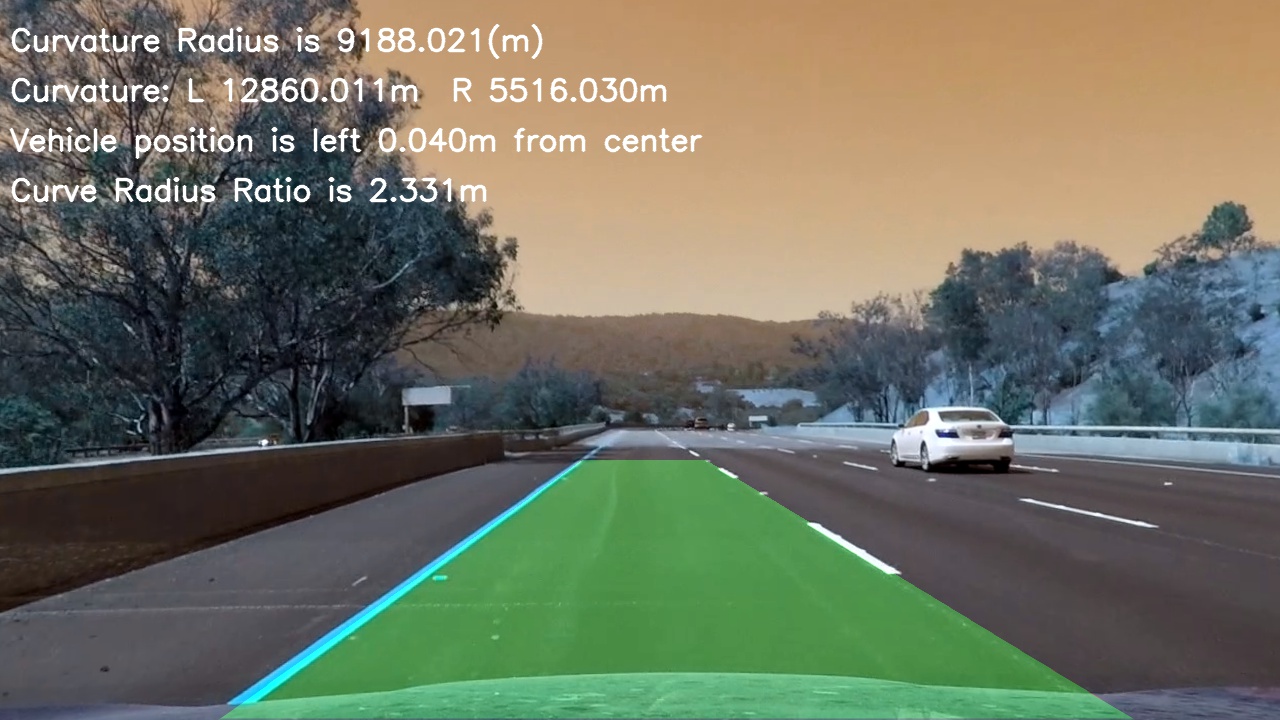 Curvature Radius is 9188.021(m)
Curvature: L 12860.011m R 5516.030m
Vehicle position is left 0.040m from center
Curve Radius Ratio is 2.331m